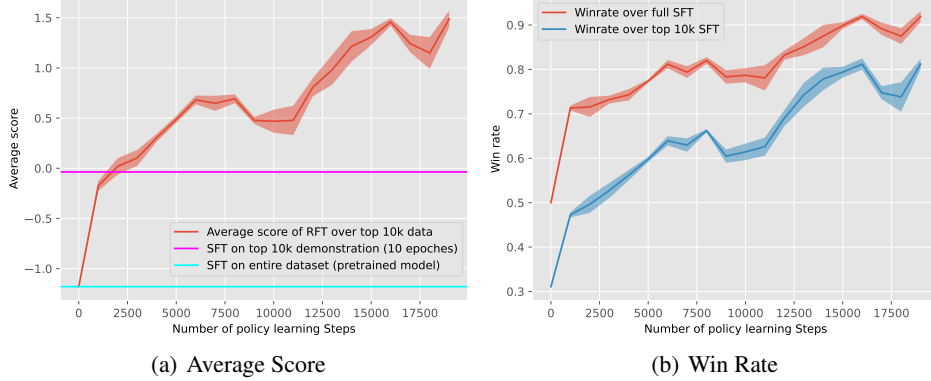 1.5
1.0
0.5
0.0
−0.5
−1.0
Average score
Average score of RFT over top 10k data
SFT on top 10k demonstration (10 epoches)
SFT on entire dataset (pretrained model)
0 2500 5000 7500 10000 12500 15000 17500
Number of policy learning Steps
(a) Average Score
0.9
0.8
0.7
0.6
0.5
0.4
0.3
Win rate
Winrate over full SFT
Winrate over top 10k SFT
0 2500 5000 7500 10000 12500 15000 17500
Number of policy learning Steps
(b) Win Rate